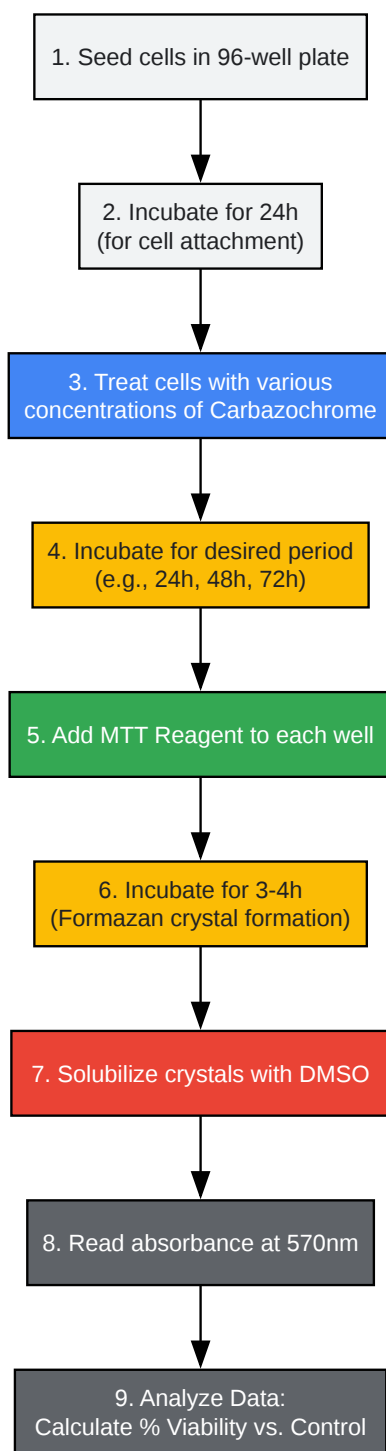 1. Seed cells in 96-well plate
2. Incubate for 24h
(for cell attachment)
3. Treat cells with various
concentrations of Carbazochrome
4. Incubate for desired period
(e.g., 24h, 48h, 72h)
5. Add MTT Reagent to each well
6. Incubate for 3-4h
(Formazan crystal formation)
7. Solubilize crystals with DMSO
8. Read absorbance at 570nm
9. Analyze Data:
Calculate % Viability vs. Control